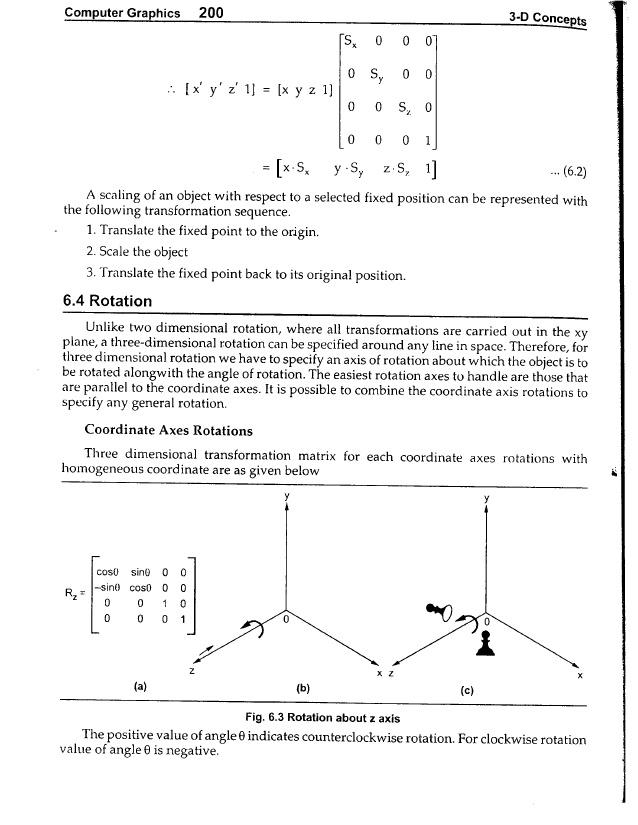 Computer Graphics 200 3-D Concepts
∴ [x′ y′ z′ 1] = [x y z 1] [Sx 0 0 0
0 Sy 0 0
0 0 Sz 0
0 0 0 1]
= [x·Sx y·Sy z·Sz 1] ... (6.2)
A scaling of an object with respect to a selected fixed position can be represented with
the following transformation sequence.
1. Translate the fixed point to the origin.
2. Scale the object
3. Translate the fixed point back to its original position.
6.4 Rotation
Unlike two dimensional rotation, where all transformations are carried out in the xy
plane, a three-dimensional rotation can be specified around any line in space. Therefore, for
three dimensional rotation we have to specify an axis of rotation about which the object is to
be rotated alongwith the angle of rotation. The easiest rotation axes to handle are those that
are parallel to the coordinate axes. It is possible to combine the coordinate axis rotations to
specify any general rotation.
Coordinate Axes Rotations
Three dimensional transformation matrix for each coordinate axes rotations with
homogeneous coordinate are as given below
y y
Rz = [cosθ sinθ 0 0
–sinθ cosθ 0 0
0 0 1 0
0 0 0 1]
0 0
z x z x
(a) (b) (c)
Fig. 6.3 Rotation about z axis
The positive value of angle θ indicates counterclockwise rotation. For clockwise rotation
value of angle θ is negative.